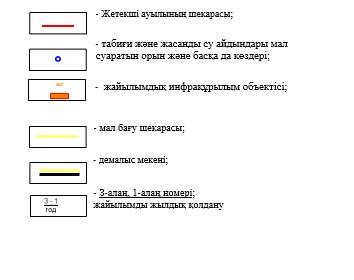 - Жетекші ауылының шекарасы;
- табиғи және жасанды су айдындары мал
суаратын орын және басқа да көздері;
- жайылымдық инфрақұрылым объектісі;
- мал бағу шекарасы;
- демалыс мекені;
3 - 1
год
- 3-алаң, 1-алаң номері;
жайылымды жылдық қолдану